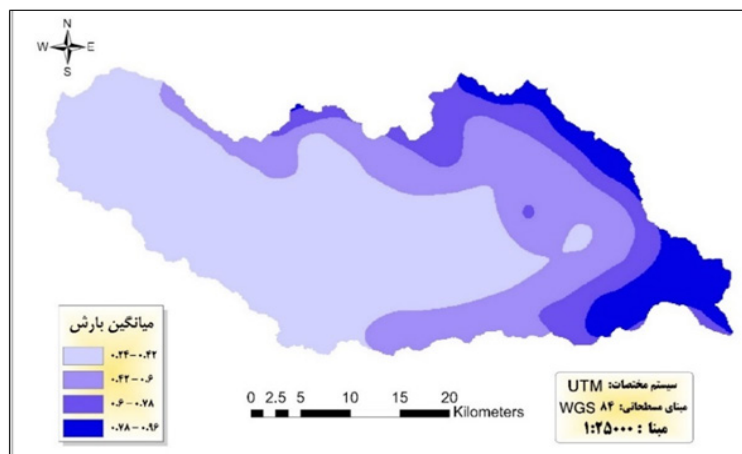 N
W E
S
میانگین بارش
۰.۲۴-۰.۴۲
۰.۴۲-۰.۶
۰.۶-۰.۷۸
۰.۷۸-۰.۹۶
0 2.5 5 10 15 20
Kilometers
سیستم مختصات: UTM
مبنای مسطحاتی: WGS ۸۴
مبنا : ۱:۲۵۰۰۰